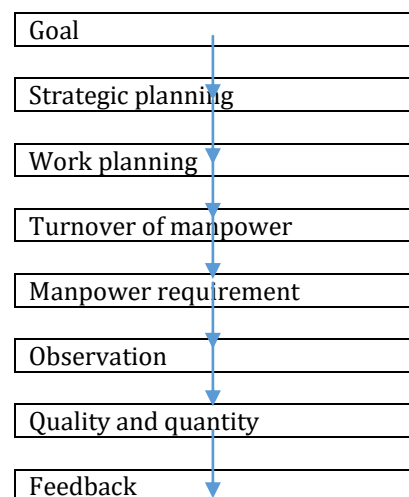 Goal
Strategic planning
Work planning
Turnover of manpower
Manpower requirement
Observation
Quality and quantity
Feedback